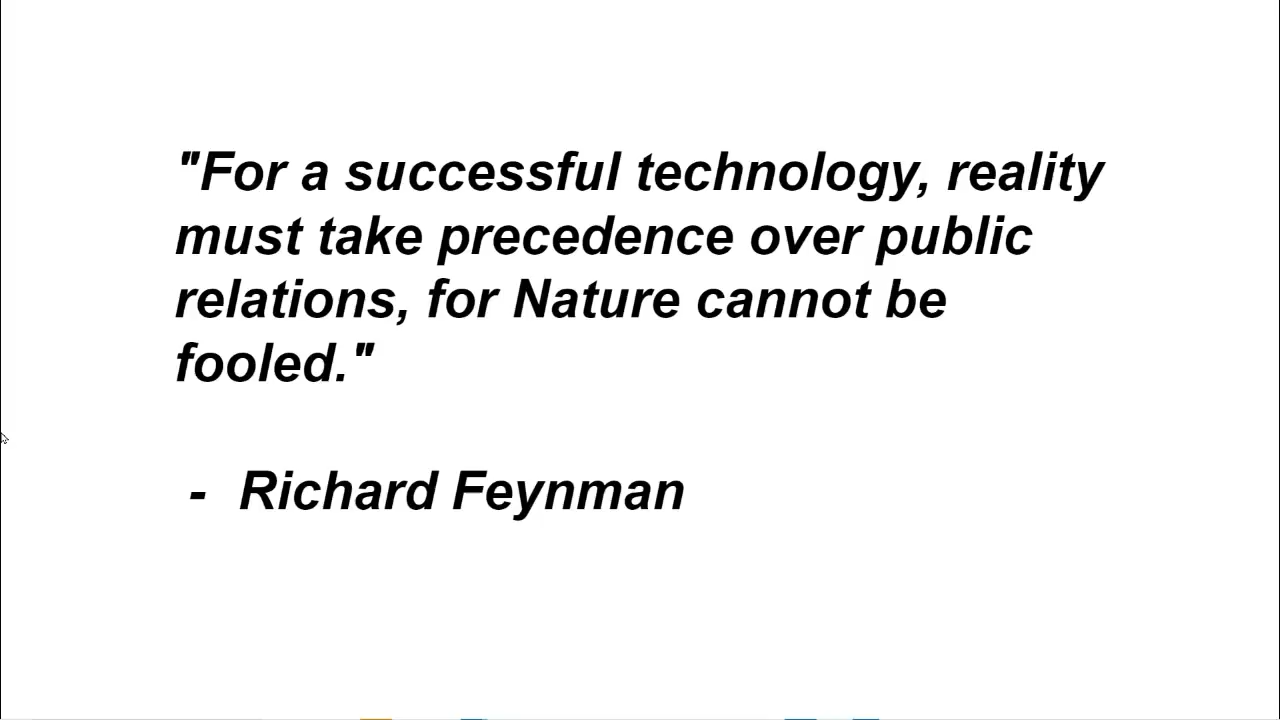 "For a successful technology, reality
must take precedence over public
relations, for Nature cannot be
fooled."
- Richard Feynman